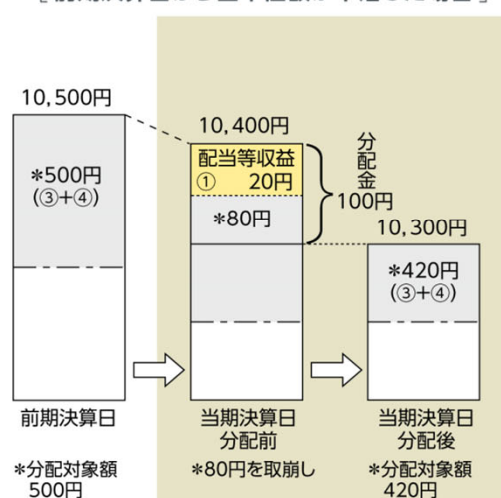 10,500円
*500円
(③+④)
前期決算日
*分配対象額
500円
10,400円
配当等収益
① 20円
*80円
分配金
100円
当期決算日
分配前
*80円を取崩し
10,300円
*420円
(③+④)
当期決算日
分配後
*分配対象額
420円